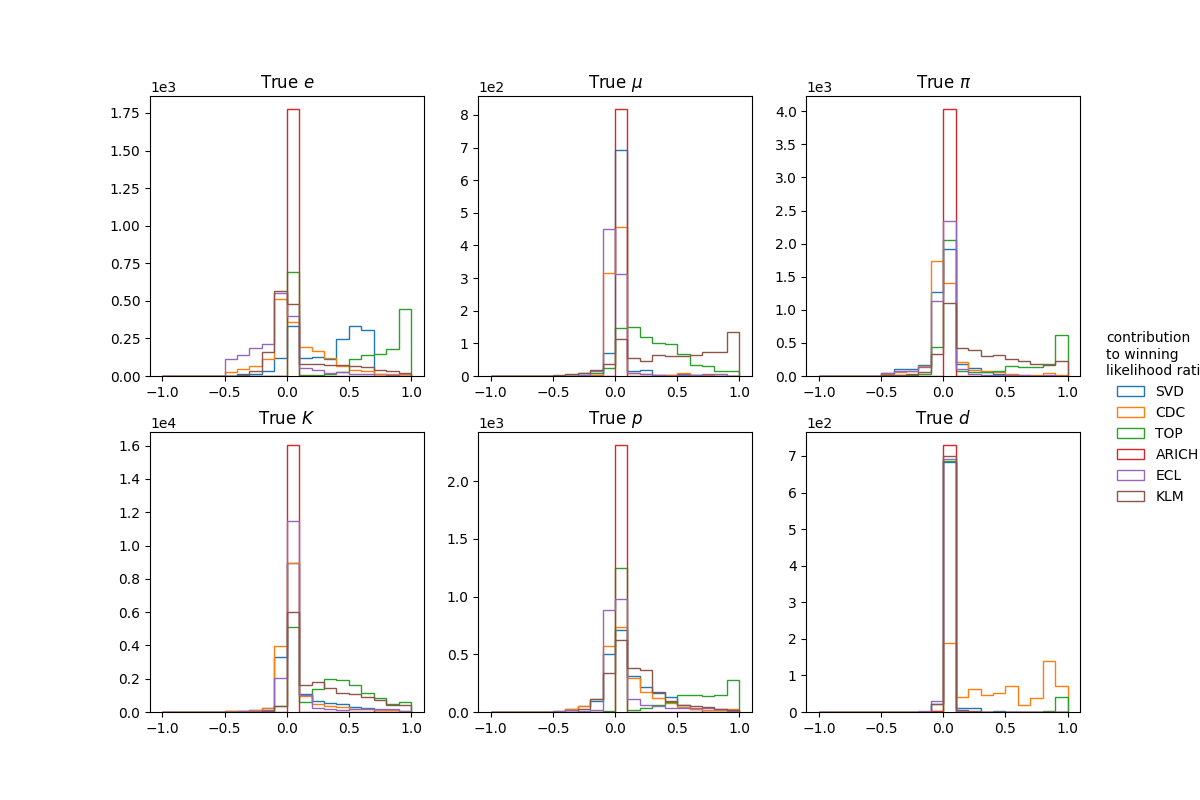 1e3
True e
1.75
1.50
1.25
1.00
0.75
0.50
0.25
0.00
-1.0 -0.5 0.0 0.5 1.0
1e2
True μ
8
7
6
5
4
3
2
1
0
-1.0 -0.5 0.0 0.5 1.0
1e3
True π
4.0
3.5
3.0
2.5
2.0
1.5
1.0
0.5
0.0
-1.0 -0.5 0.0 0.5 1.0
1e4
True K
1.6
1.4
1.2
1.0
0.8
0.6
0.4
0.2
0.0
-1.0 -0.5 0.0 0.5 1.0
1e3
True p
2.0
1.5
1.0
0.5
0.0
-1.0 -0.5 0.0 0.5 1.0
1e2
True d
7
6
5
4
3
2
1
0
-1.0 -0.5 0.0 0.5 1.0
contribution
to winning
likelihood rati
SVD
CDC
TOP
ARICH
ECL
KLM